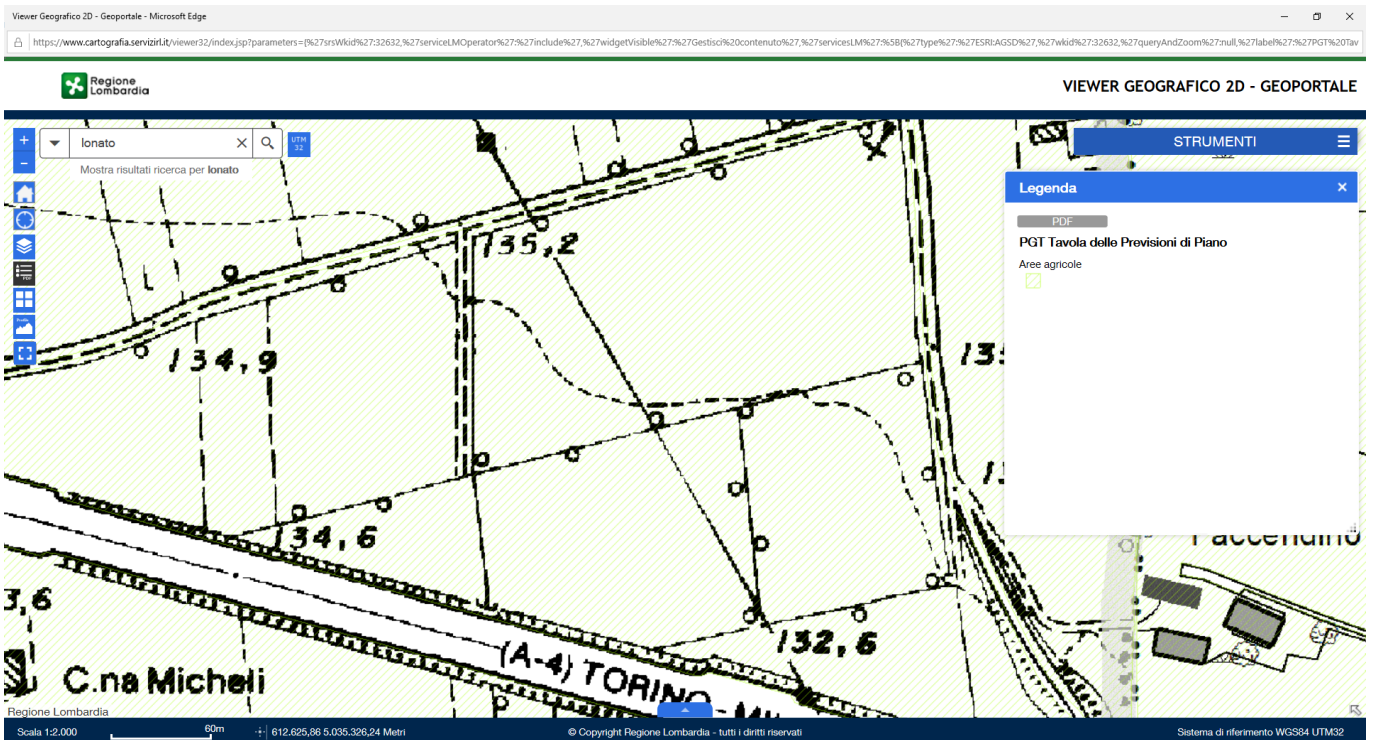 Viewer Geografico 2D - Geoportale - Microsoft Edge
https://www.cartografia.servizirl.it/viewer32/index.jsp?parameters={%27srsWkid%27:32632,%27serviceLMOperator%27:%27include%27,%27widgetVisible%27:%27Gestisci%20contenuto%27,%27servicesLM%27:%5B{%27type%27:%27ESRI:AGSD%27,%27wkid%27:32632,%27queryAndZoom%27:null,%27label%27:%27PGT%20Tav
Regione
Lombardia
VIEWER GEOGRAFICO 2D - GEOPORTALE
lonato
UTM
32
STRUMENTI
Mostra risultati ricerca per lonato
Legenda
PDF
PGT Tavola delle Previsioni di Piano
Aree agricole
135,2
134,9
134,6
132,6
3,6
C.na Micheli
(A-4) TORINO
Regione Lombardia
Scala 1:2.000
60m
612.625,86 5.035.326,24 Metri
© Copyright Regione Lombardia - tutti i diritti riservati
Sistema di riferimento WGS84 UTM32